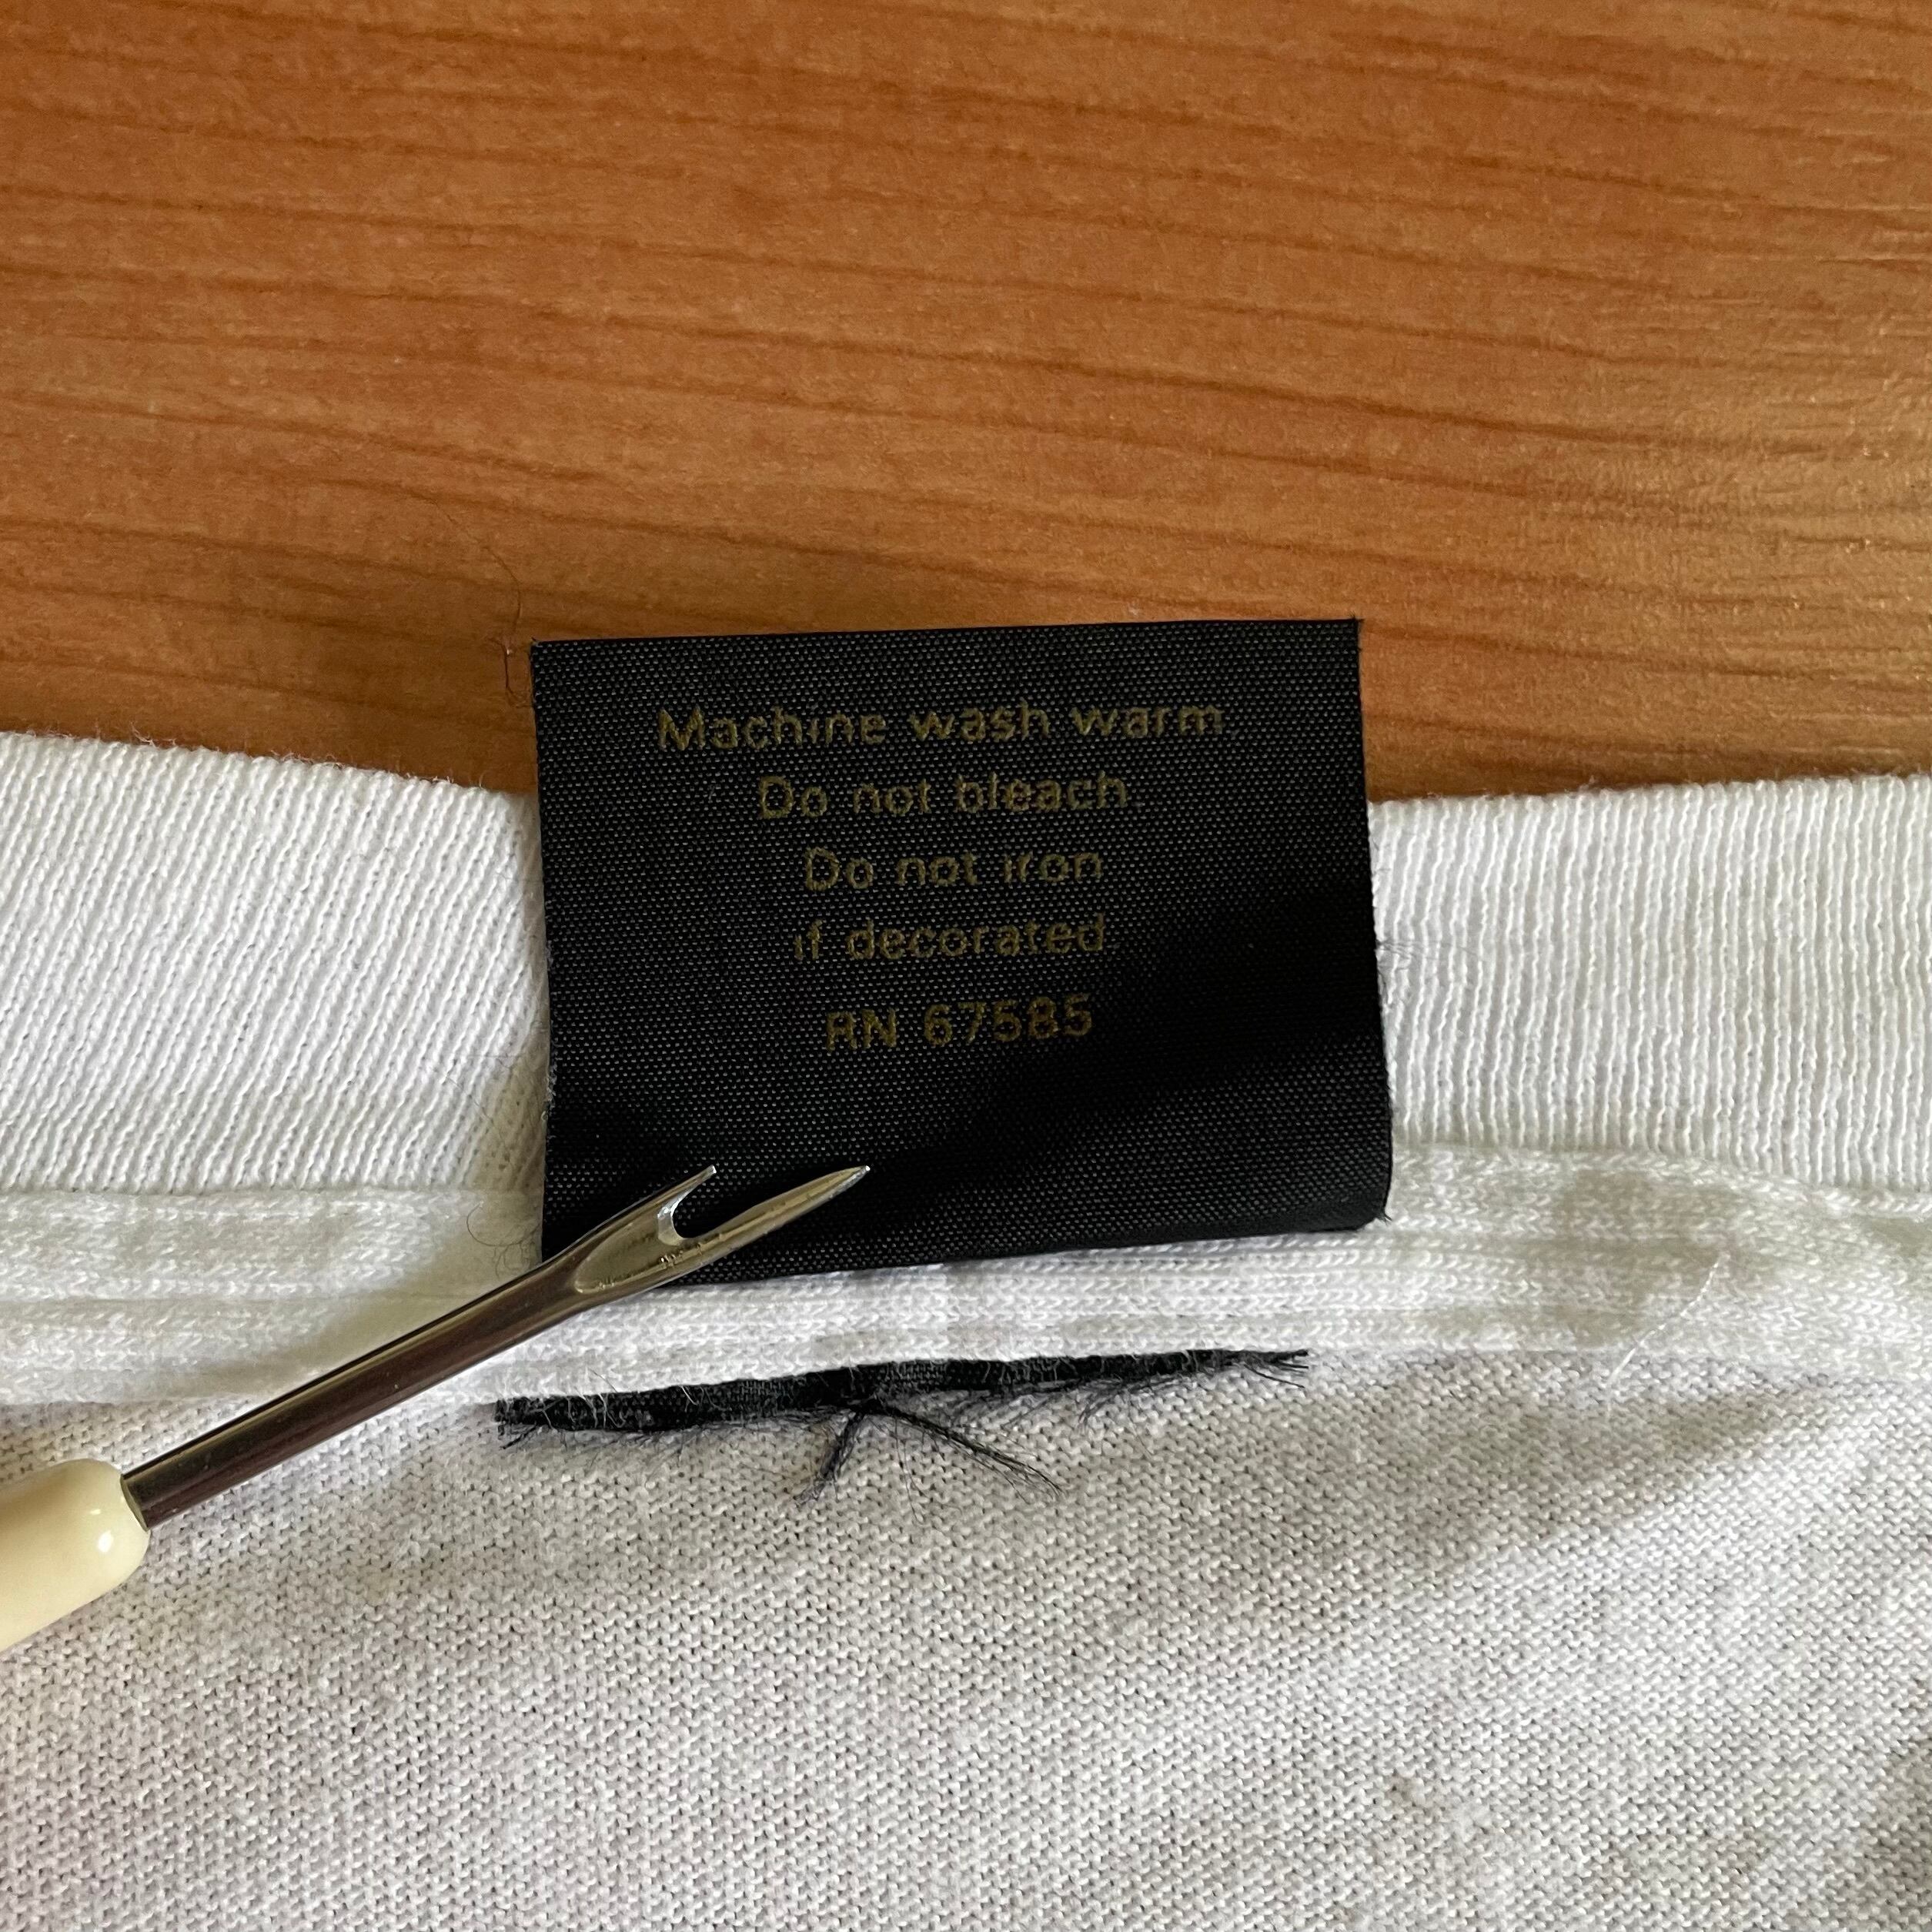 Machine wash warm
Do not bleach
Do not iron
if decorated
RN 67585